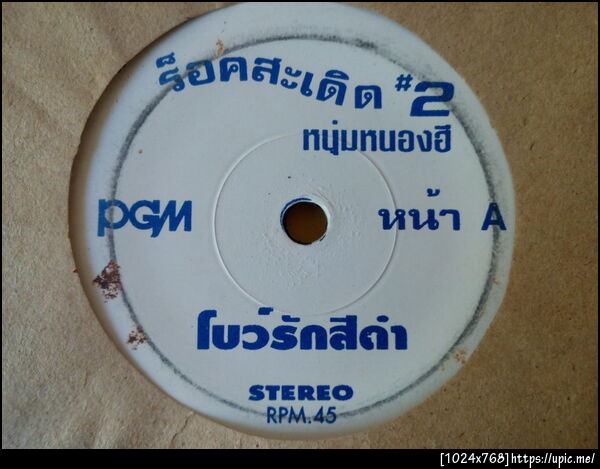 ร็อคสะเดิด #2
หนุ่มหนองฮี
PGM
หน้า A
โบว์รักสีดำ
STEREO
RPM.45
[1024x768]https://upic.me/